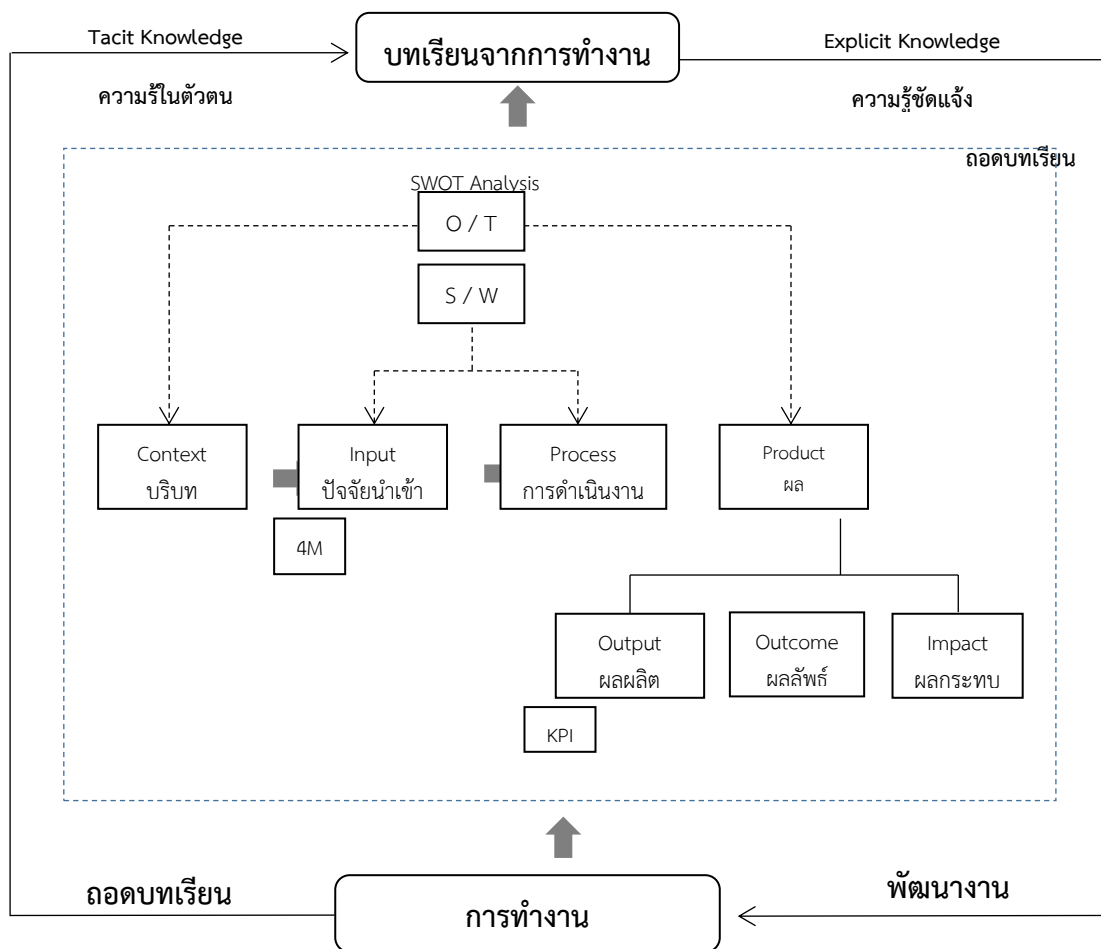 Tacit Knowledge
บทเรียนจากการทำงาน
Explicit Knowledge
ความรู้ในตัวตน
ความรู้ชัดแจ้ง
ถอดบทเรียน
SWOT Analysis
O / T
S / W
Context
บริบท
Input
ปัจจัยนำเข้า
Process
การดำเนินงาน
Product
ผล
4M
Output
ผลผลิต
Outcome
ผลลัพธ์
Impact
ผลกระทบ
KPI
ถอดบทเรียน
การทำงาน
พัฒนางาน